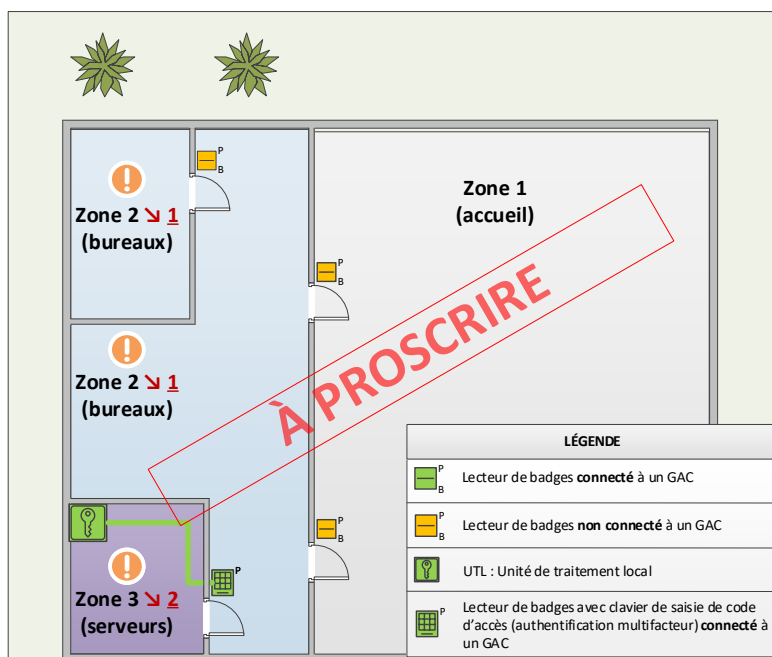 P
B
Zone 2 ↘ 1
(bureaux)
Zone 1
(accueil)
P
B
Zone 2 ↘ 1
(bureaux)
À PROSCRIRE
P
B
P
Zone 3 ↘ 2
(serveurs)
LÉGENDE
P
B
Lecteur de badges connecté à un GAC
P
B
Lecteur de badges non connecté à un GAC
UTL : Unité de traitement local
P
Lecteur de badges avec clavier de saisie de code
d'accès (authentification multifacteur) connecté à
un GAC